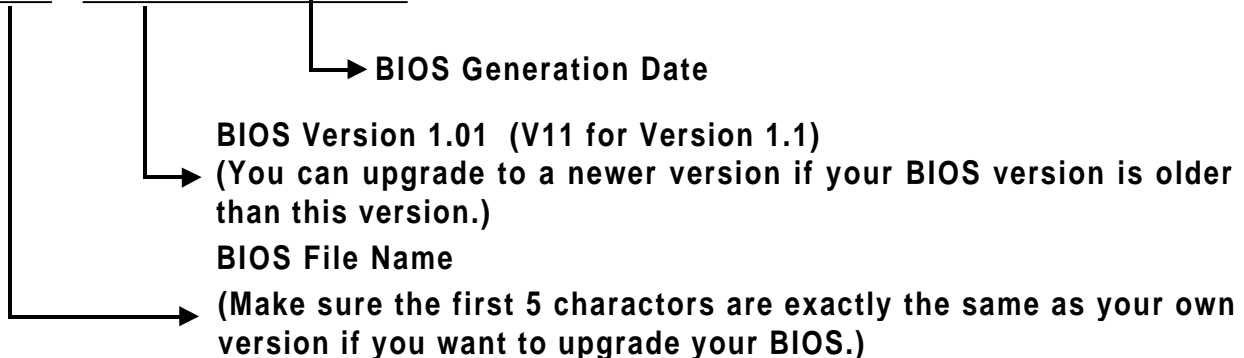 BIOS Generation Date
BIOS Version 1.01 (V11 for Version 1.1)
(You can upgrade to a newer version if your BIOS version is older
than this version.)
BIOS File Name
(Make sure the first 5 charactors are exactly the same as your own
version if you want to upgrade your BIOS.)